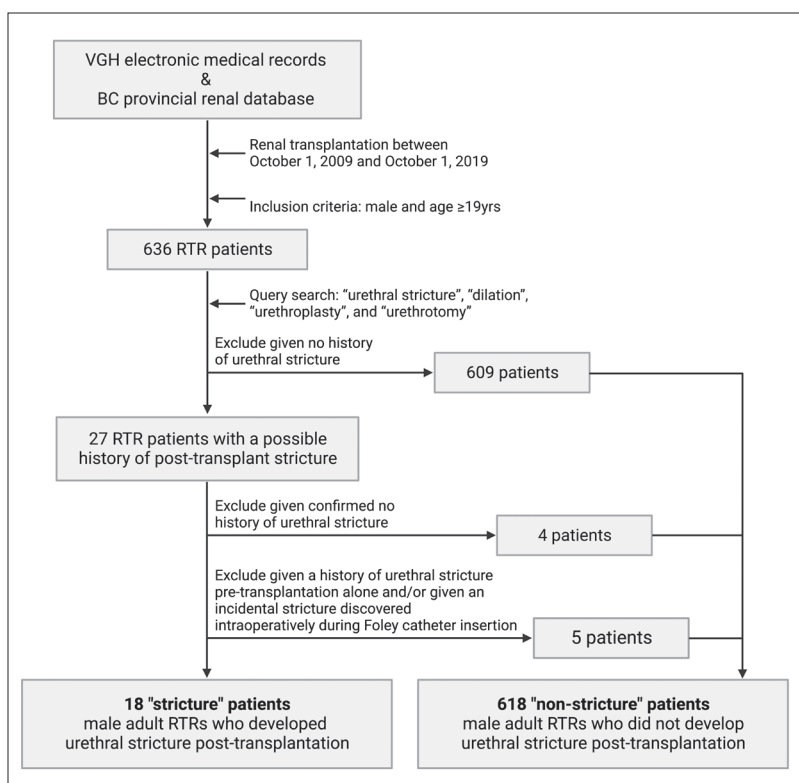 VGH electronic medical records
&
BC provincial renal database
Renal transplantation between
October 1, 2009 and October 1, 2019
Inclusion criteria: male and age ≥19yrs
636 RTR patients
Query search: “urethral stricture”, “dilation”,
“urethroplasty”, and “urethrotomy”
Exclude given no history
of urethral stricture
609 patients
27 RTR patients with a possible
history of post-transplant stricture
Exclude given confirmed no
history of urethral stricture
4 patients
Exclude given a history of urethral stricture
pre-transplantation alone and/or given an
incidental stricture discovered
intraoperatively during Foley catheter insertion
5 patients
18 "stricture" patients
male adult RTRs who developed
urethral stricture post-transplantation
618 "non-stricture" patients
male adult RTRs who did not develop
urethral stricture post-transplantation